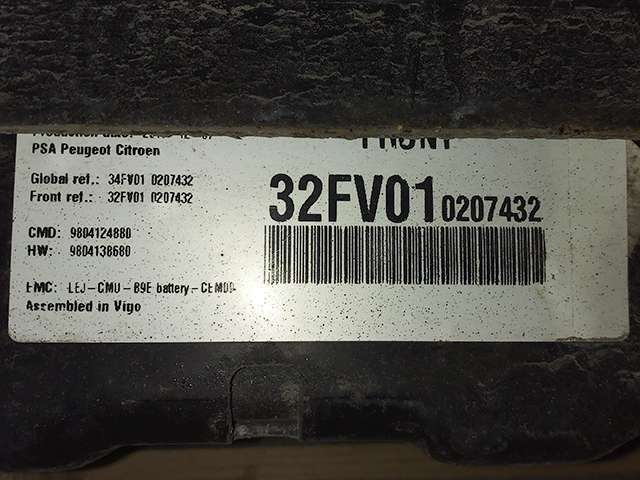 FRONT
PSA Peugeot Citroen
Global ref.: 34FV01 0207432
Front ref.: 32FV01 0207432
32FV01 0207432
CMD: 9804124880
HW: 9804138680
EMC: LEJ-CMU-B9E battery-CEM00
Assembled in Vigo